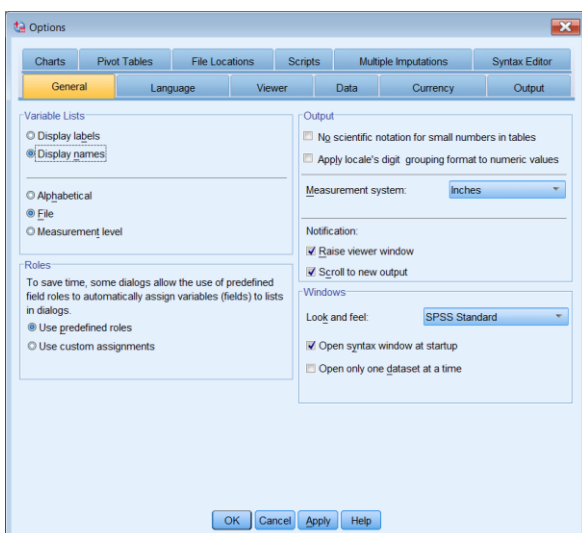 Options
Charts
Pivot Tables
File Locations
Scripts
Multiple Imputations
Syntax Editor
General
Language
Viewer
Data
Currency
Output
Variable Lists
Display labels
Display names
Alphabetical
File
Measurement level
Roles
To save time, some dialogs allow the use of predefined
field roles to automatically assign variables (fields) to lists
in dialogs.
Use predefined roles
Use custom assignments
Output
No scientific notation for small numbers in tables
Apply locale's digit grouping format to numeric values
Measurement system: Inches
Notification:
Raise viewer window
Scroll to new output
Windows
Look and feel: SPSS Standard
Open syntax window at startup
Open only one dataset at a time
OK
Cancel
Apply
Help